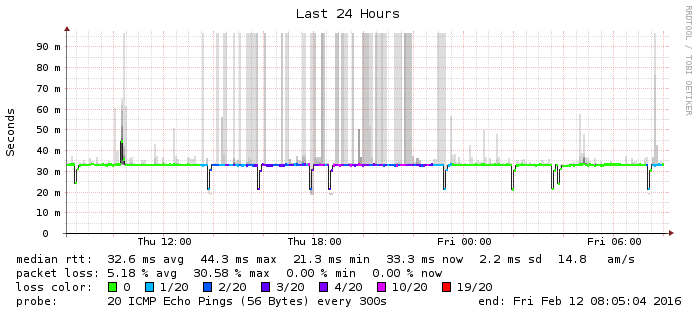 Last 24 Hours
RRDTOOL / TOBI OETIKER
Seconds
90 m
80 m
70 m
60 m
50 m
40 m
30 m
20 m
10 m
0
Thu 12:00 Thu 18:00 Fri 00:00 Fri 06:00
median rtt: 32.6 ms avg 44.3 ms max 21.3 ms min 33.3 ms now 2.2 ms sd 14.8 am/s
packet loss: 5.18 % avg 30.58 % max 0.00 % min 0.00 % now
loss color: 0 1/20 2/20 3/20 4/20 10/20 19/20
probe: 20 ICMP Echo Pings (56 Bytes) every 300s end: Fri Feb 12 08:05:04 2016